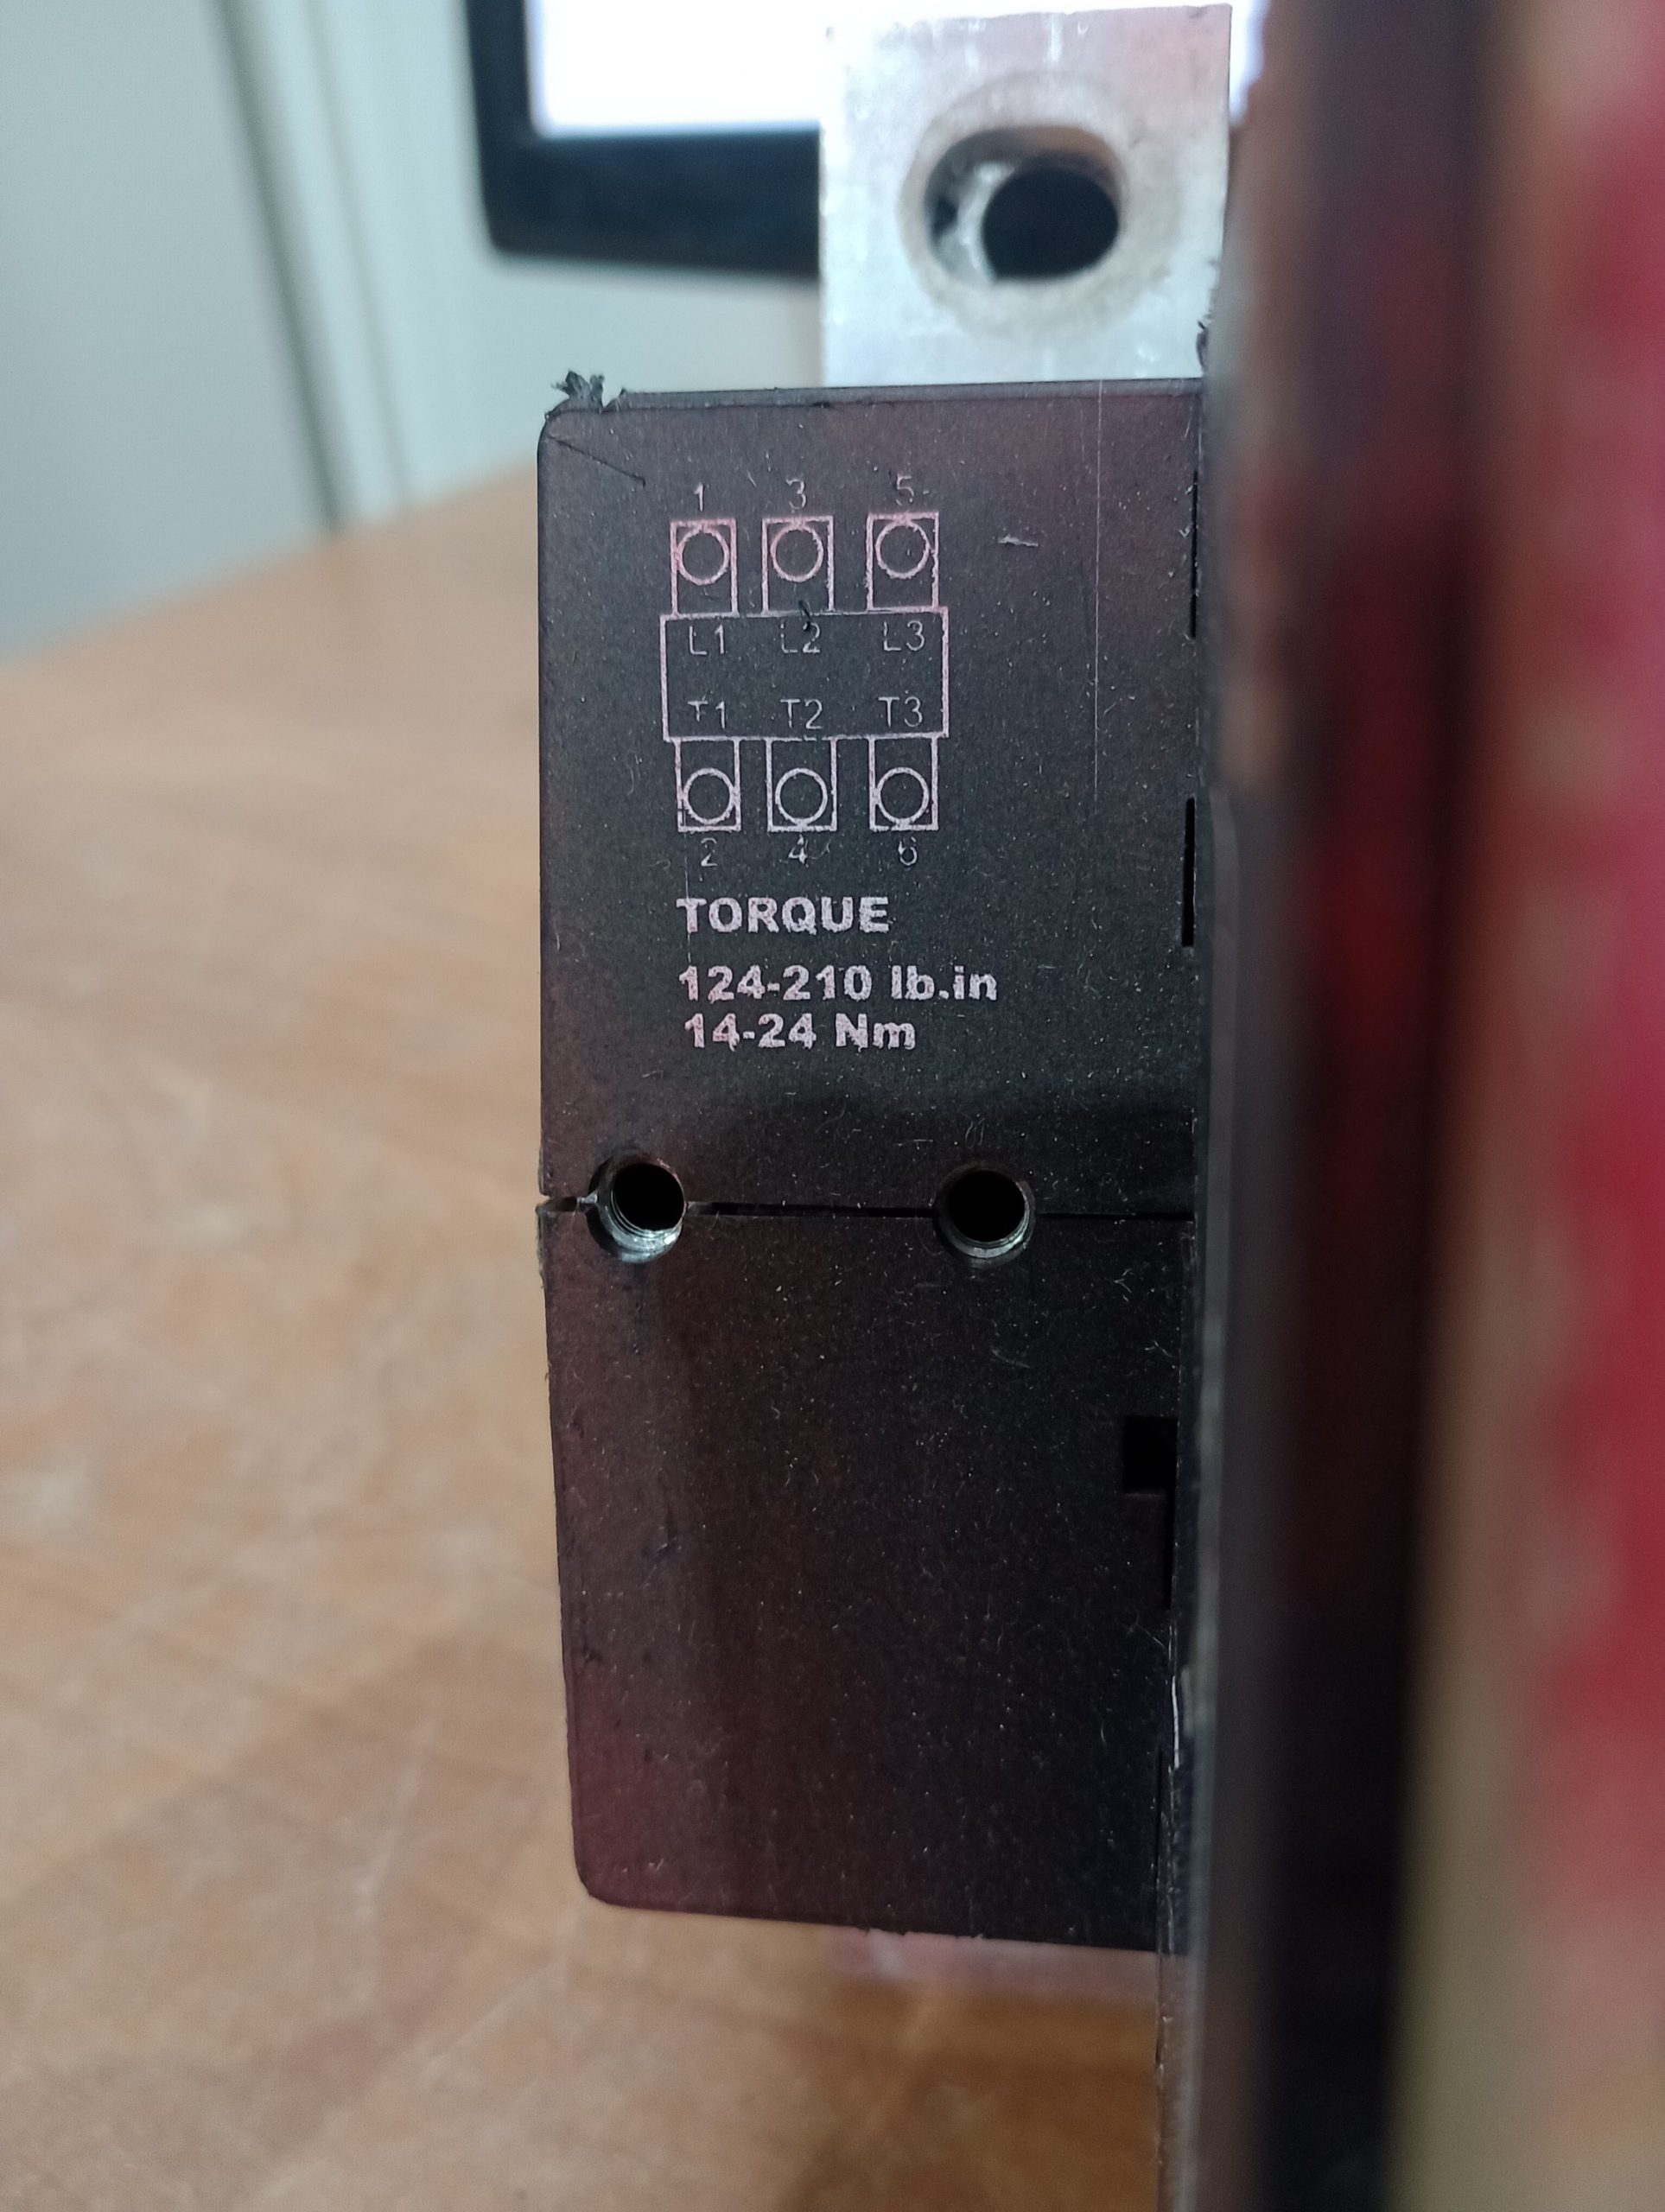 1 3 5
L1 L2 L3
T1 T2 T3
2 4 6
TORQUE
124-210 lb.in
14-24 Nm